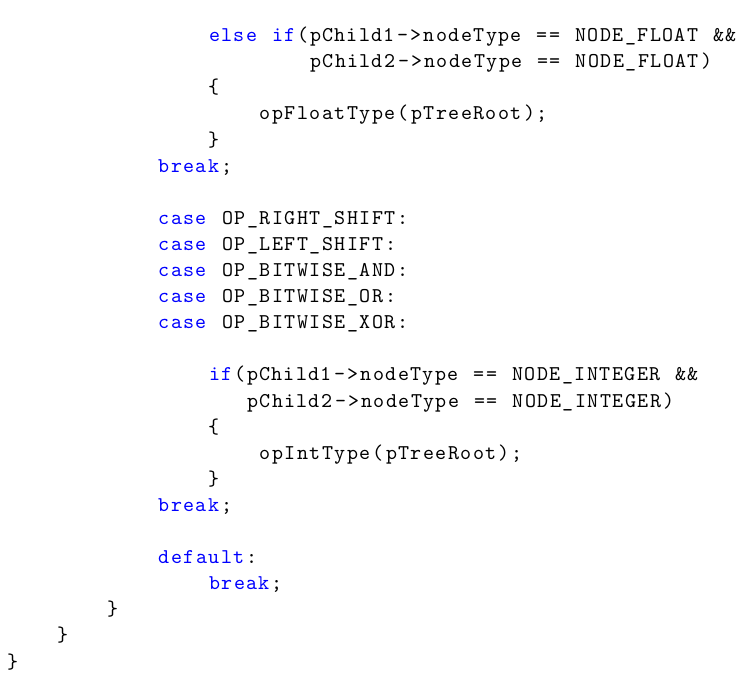 else if(pChild1->nodeType == NODE_FLOAT &&
pChild2->nodeType == NODE_FLOAT)
{
opFloatType(pTreeRoot);
}
break;
case OP_RIGHT_SHIFT:
case OP_LEFT_SHIFT:
case OP_BITWISE_AND:
case OP_BITWISE_OR:
case OP_BITWISE_XOR:
if(pChild1->nodeType == NODE_INTEGER &&
pChild2->nodeType == NODE_INTEGER)
{
opIntType(pTreeRoot);
}
break;
default:
break;
}
}
}